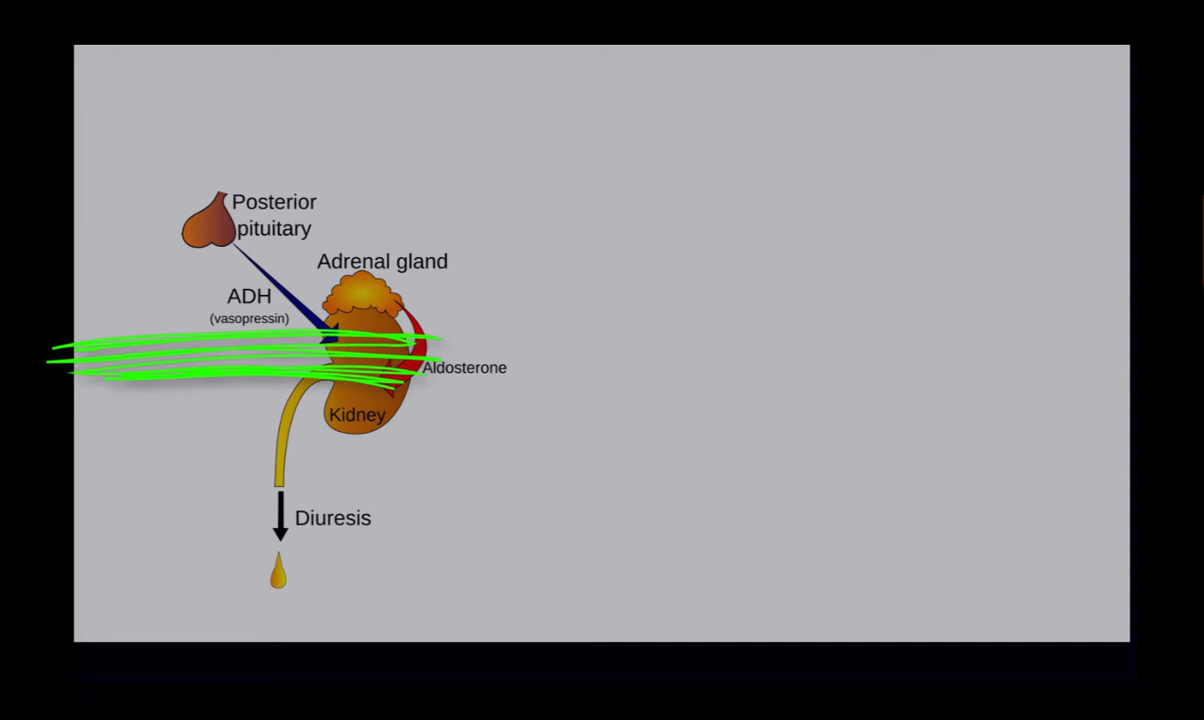 Posterior
pituitary
Adrenal gland
ADH
(vasopressin)
Aldosterone
Kidney
Diuresis